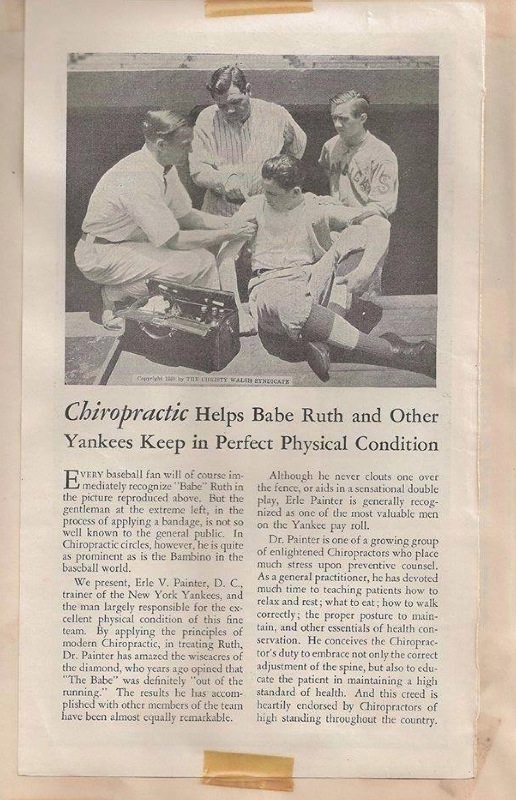 Copyright by THE CHRISTY WALSH SYNDICATE
Chiropractic Helps Babe Ruth and Other
Yankees Keep in Perfect Physical Condition
EVERY baseball fan will of course im-
mediately recognize "Babe" Ruth in
the picture reproduced above. But the
gentleman at the extreme left, in the
process of applying a bandage, is not so
well known to the general public. In
Chiropractic circles, however, he is quite
as prominent as is the Bambino in the
baseball world.
We present, Erle V. Painter, D. C.,
trainer of the New York Yankees, and
the man largely responsible for the ex-
cellent physical condition of this fine
team. By applying the principles of
modern Chiropractic, in treating Ruth,
Dr. Painter has amazed the wiseacres of
the diamond, who years ago opined that
"The Babe" was definitely "out of the
running." The results he has accom-
plished with other members of the team
have been almost equally remarkable.
Although he never clouts one over
the fence, or aids in a sensational double
play, Erle Painter is generally recog-
nized as one of the most valuable men
on the Yankee pay roll.
Dr. Painter is one of a growing group
of enlightened Chiropractors who place
much stress upon preventive counsel.
As a general practitioner, he has devoted
much time to teaching patients how to
relax and rest; what to eat; how to walk
correctly; the proper posture to main-
tain, and other essentials of health con-
servation. He conceives the Chiroprac-
tor's duty to embrace not only the correct
adjustment of the spine, but also to edu-
cate the patient in maintaining a high
standard of health. And this creed is
heartily endorsed by Chiropractors of
high standing throughout the country.